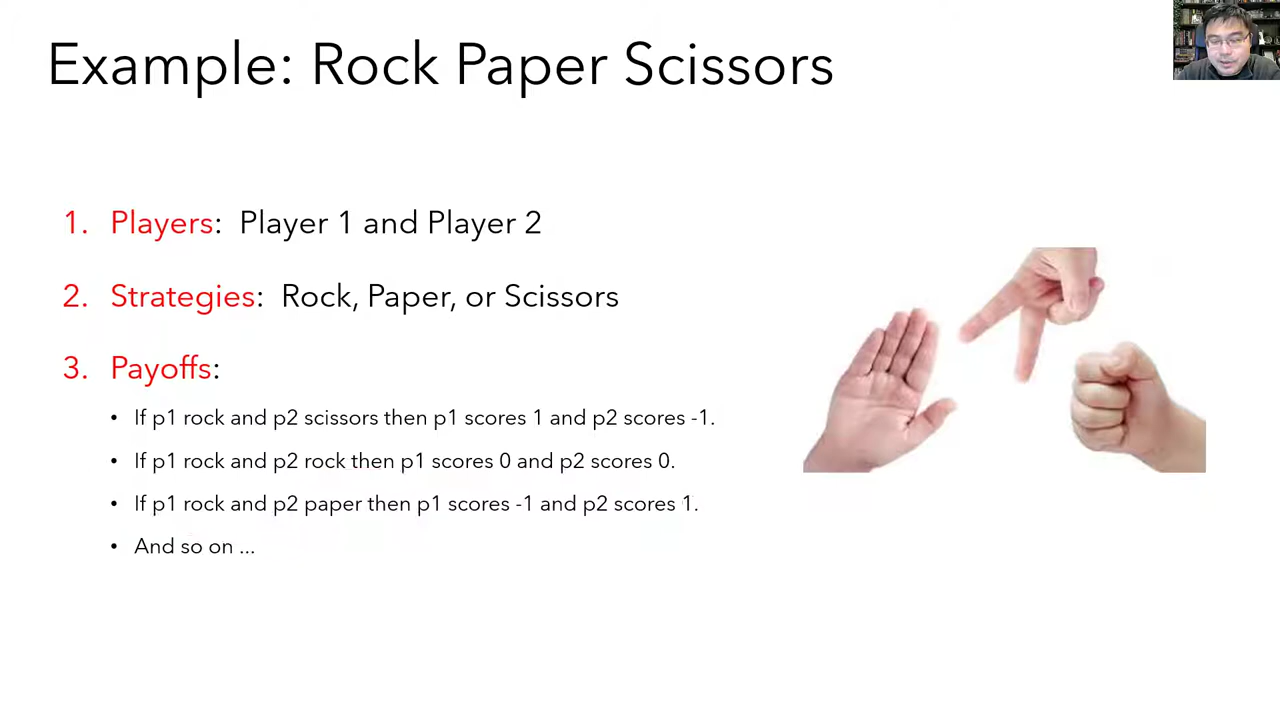 Example: Rock Paper Scissors
1. Players: Player 1 and Player 2
2. Strategies: Rock, Paper, or Scissors
3. Payoffs:
• If p1 rock and p2 scissors then p1 scores 1 and p2 scores -1.
• If p1 rock and p2 rock then p1 scores 0 and p2 scores 0.
• If p1 rock and p2 paper then p1 scores -1 and p2 scores 1.
• And so on ...